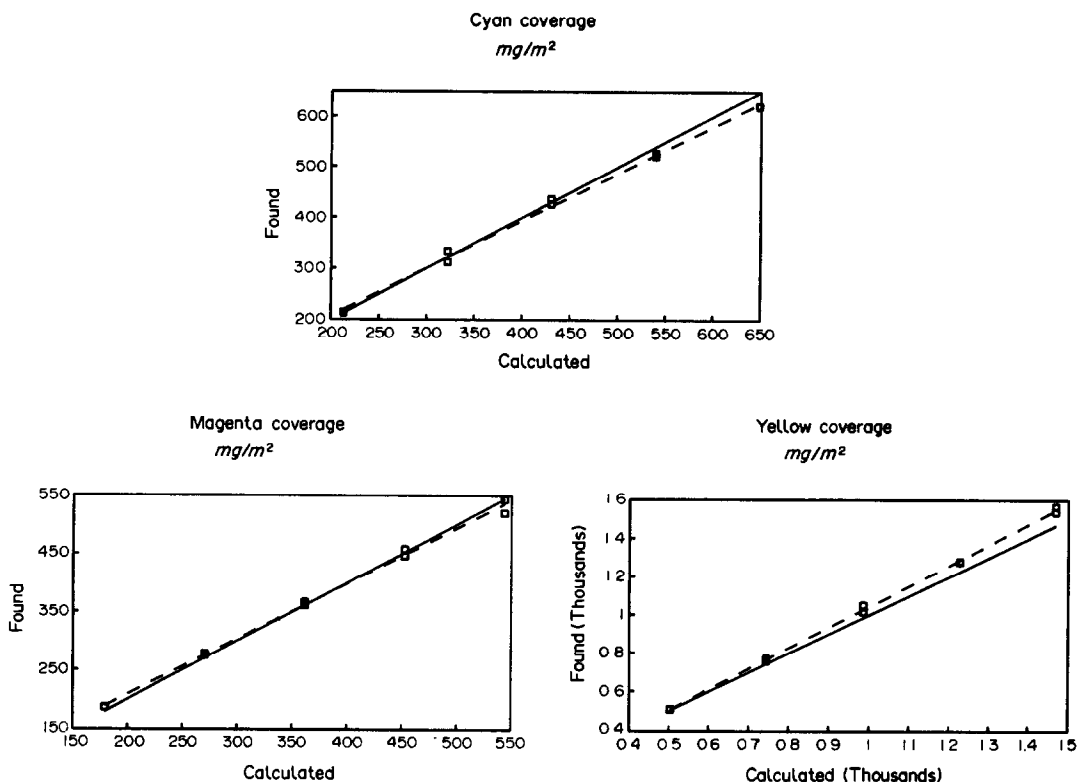 Cyan coverage
mg/m²
600
500
400
300
200
Found
200 250 300 350 400 450 500 550 600 650
Calculated
Magenta coverage
mg/m²
550
450
350
250
150
Found
150 200 250 300 350 400 450 500 550
Calculated
Yellow coverage
mg/m²
1 6
1 4
1 2
1
0 8
0 6
0 4
Found (Thousands)
0 4 0 5 0 6 0 7 0 8 0 9 1 1 1 1 2 1 3 1 4 1 5
Calculated (Thousands)